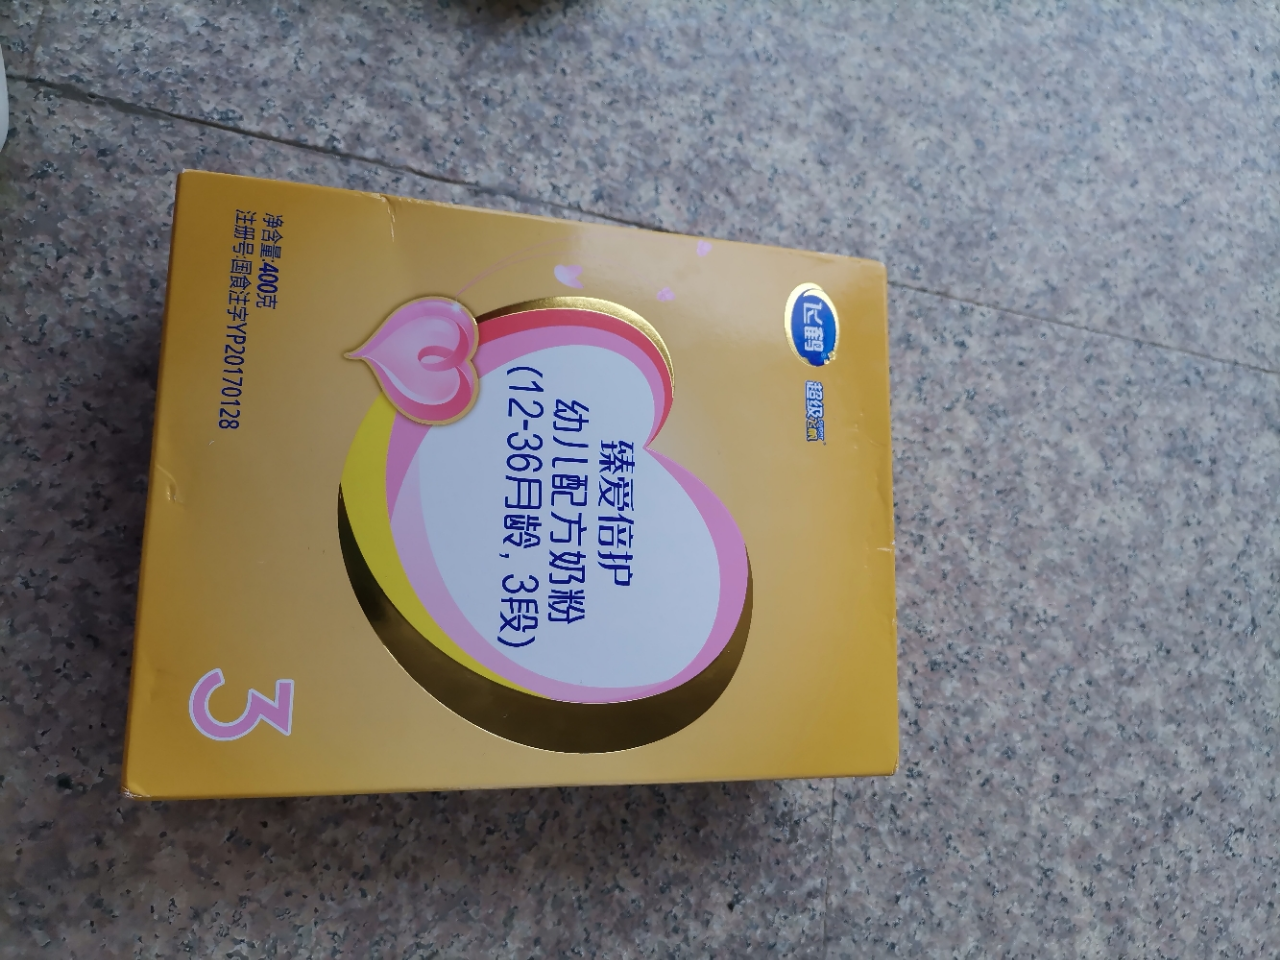 飞鹤
超级飞帆
臻爱倍护
幼儿配方奶粉
(12-36月龄, 3段)
净含量:400克
注册号:国食注字YP20170128
3